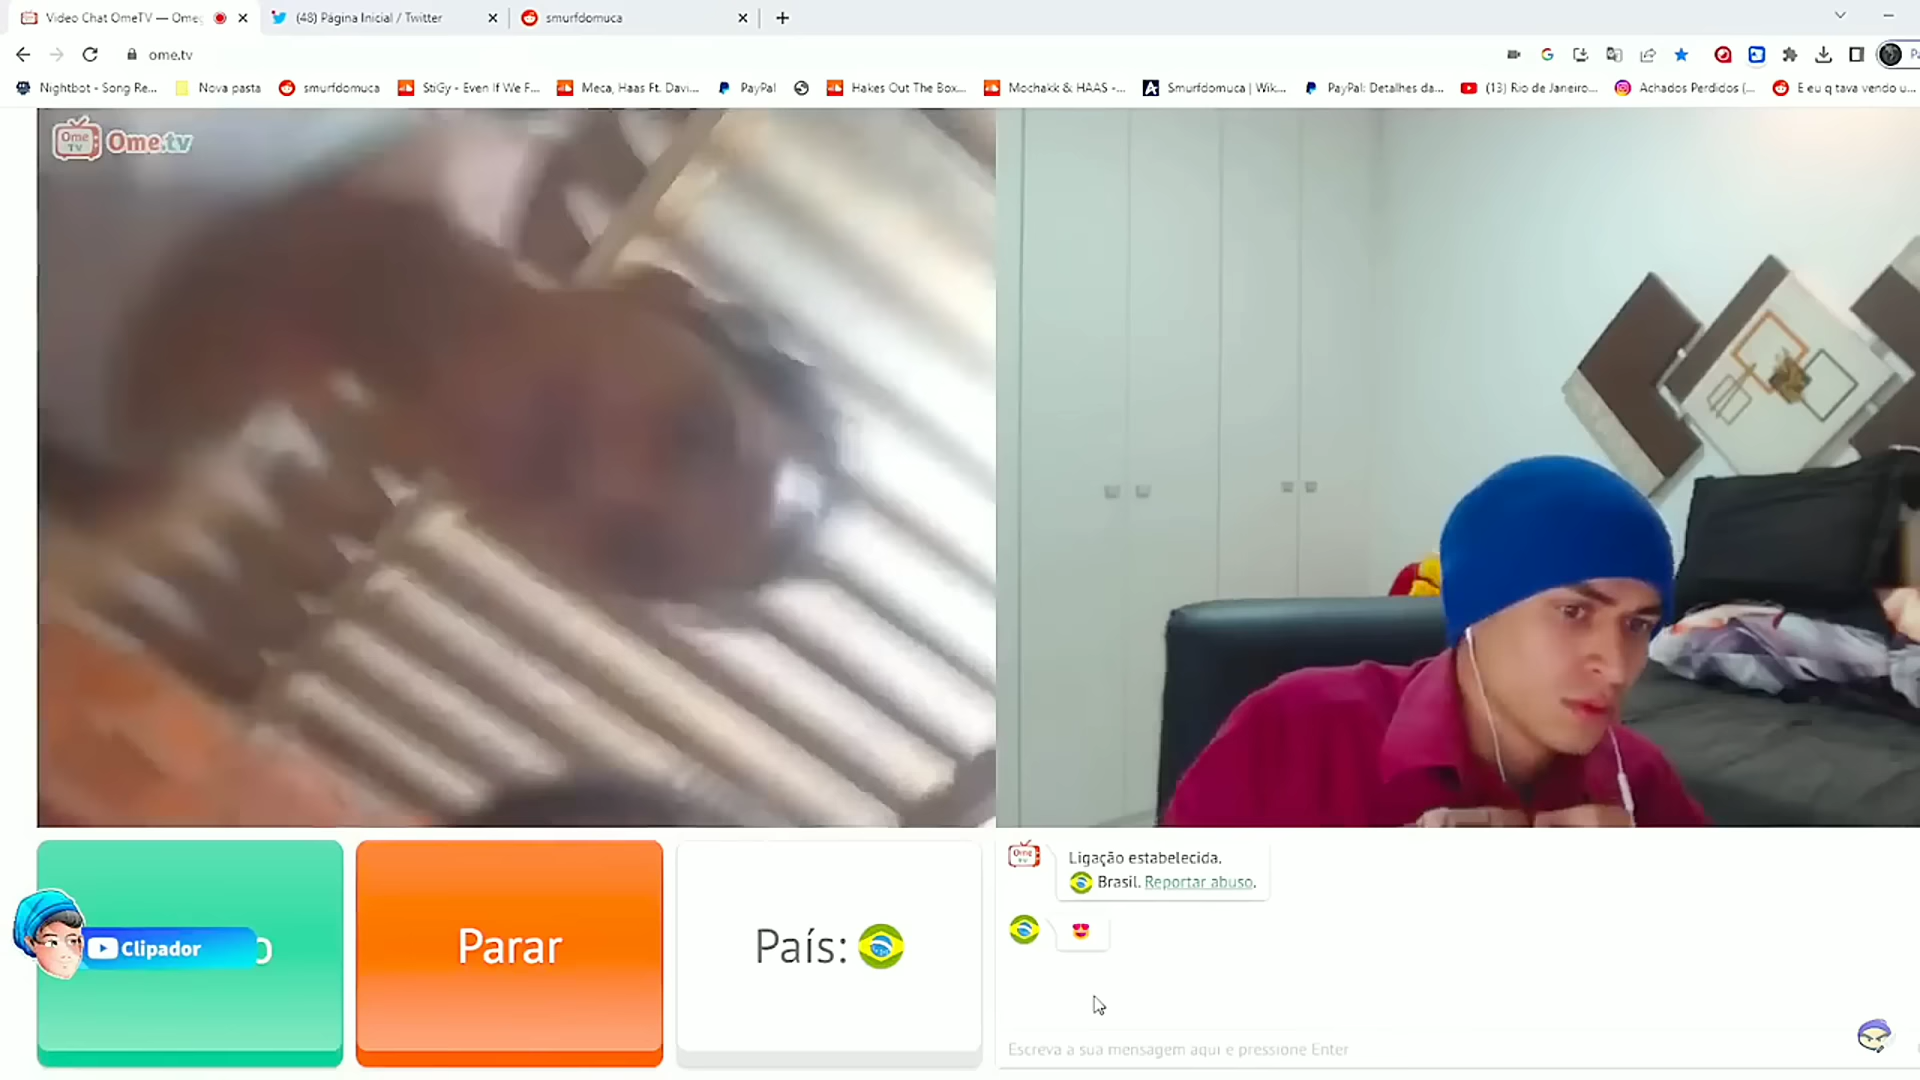 Video Chat OmeTV — Ome
(48) Página Inicial / Twitter
smurfdomuca
ome.tv
Nightbot - Song Re...
Nova pasta
smurfdomuca
StiGy - Even If We F...
Meca, Haas Ft. Davi...
PayPal
Hakes Out The Box...
Mochakk & HAAS -...
Smurfdomuca | Wik...
PayPal: Detalhes da...
(13) Rio de Janeiro...
Achados Perdidos (...
E eu q tava vendo u...
Ome TV Ome.tv
Ligação estabelecida.
Brasil. Reportar abuso.
Clipador
Parar
País:
Escreva a sua mensagem aqui e pressione Enter